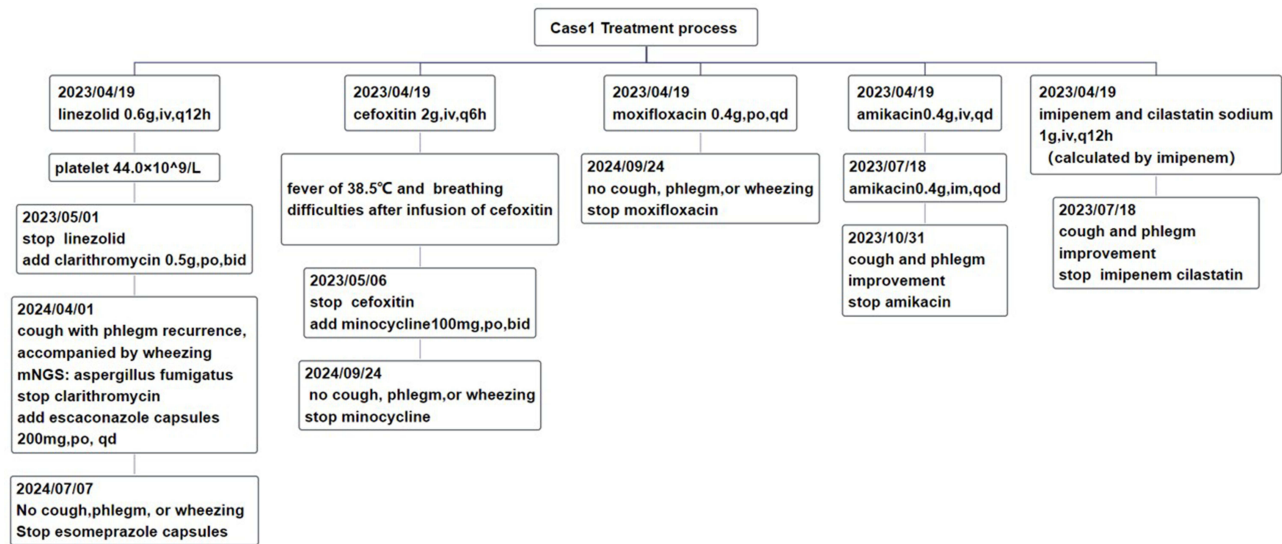 Case1 Treatment process
2023/04/19
linezolid 0.6g,iv,q12h
platelet 44.0×10^9/L
2023/05/01
stop linezolid
add clarithromycin 0.5g,po,bid
2024/04/01
cough with phlegm recurrence,
accompanied by wheezing
mNGS: aspergillus fumigatus
stop clarithromycin
add escaconazole capsules
200mg,po, qd
2024/07/07
No cough,phlegm, or wheezing
Stop esomeprazole capsules
2023/04/19
cefoxitin 2g,iv,q6h
fever of 38.5℃ and breathing
difficulties after infusion of cefoxitin
2023/05/06
stop cefoxitin
add minocycline100mg,po,bid
2024/09/24
no cough, phlegm,or wheezing
stop minocycline
2023/04/19
moxifloxacin 0.4g,po,qd
2024/09/24
no cough, phlegm,or wheezing
stop moxifloxacin
2023/04/19
amikacin0.4g,iv,qd
2023/07/18
amikacin0.4g,im,qod
2023/10/31
cough and phlegm
improvement
stop amikacin
2023/04/19
imipenem and cilastatin sodium
1g,iv,q12h
（calculated by imipenem）
2023/07/18
cough and phlegm
improvement
stop imipenem cilastatin